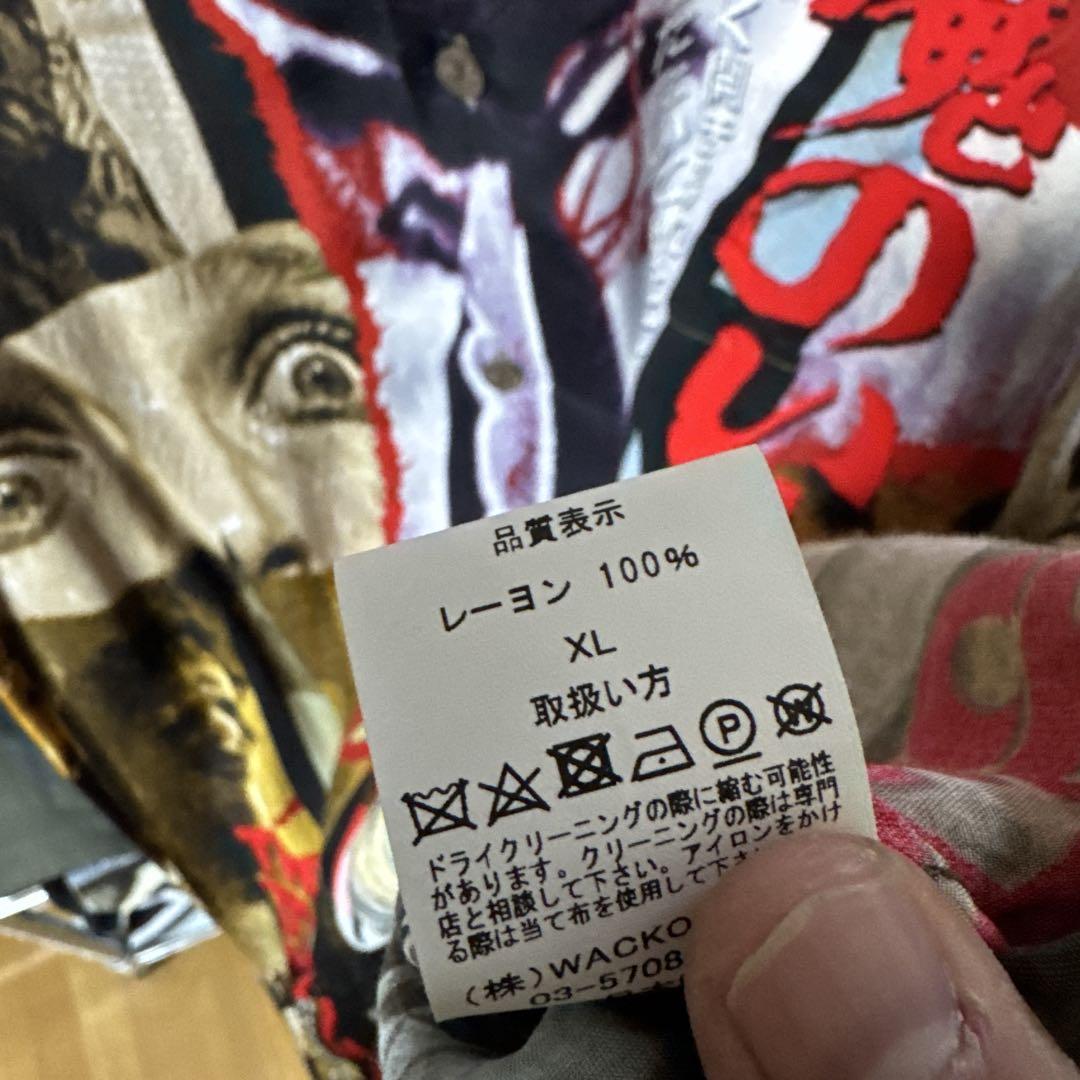 のい
品質表示
レーヨン 100%
XL
取扱い方
P
W
ドライクリーニングの際に縮む可能性
があります。クリーニングの際は専門
店と相談して下さい。アイロンをかけ
る際は当て布を使用して下さ
(株)WACKO
03-5708